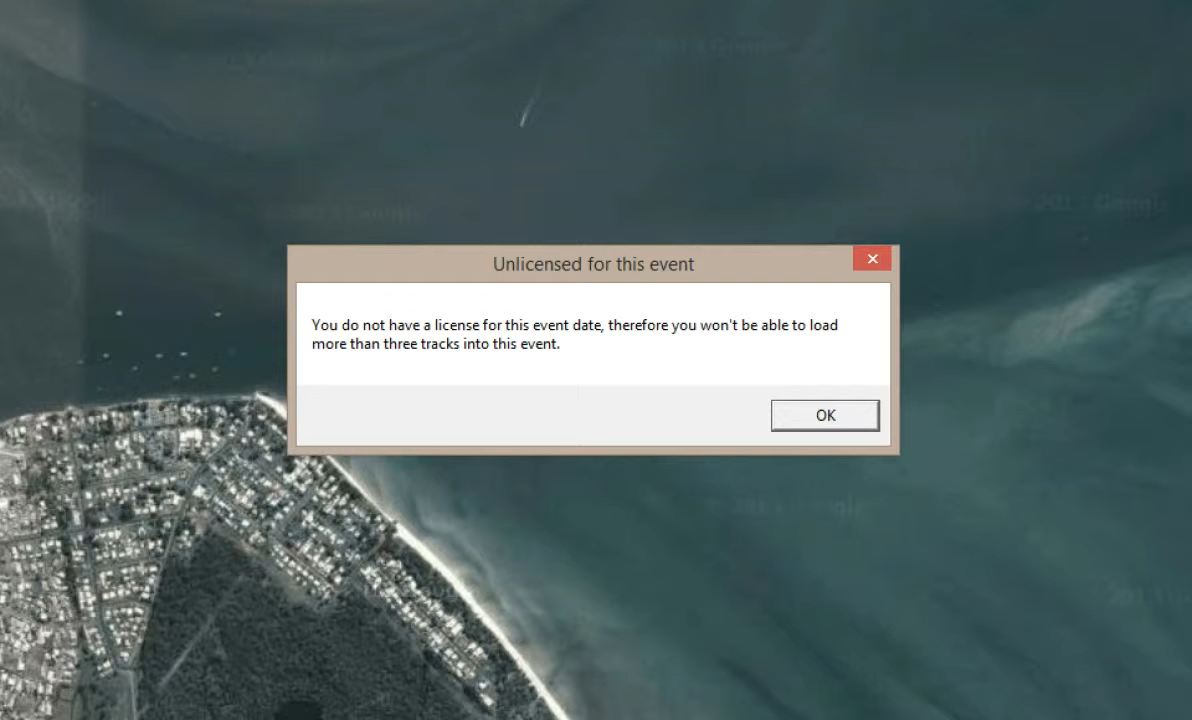 Unlicensed for this event
You do not have a license for this event date, therefore you won't be able to load
more than three tracks into this event.
OK